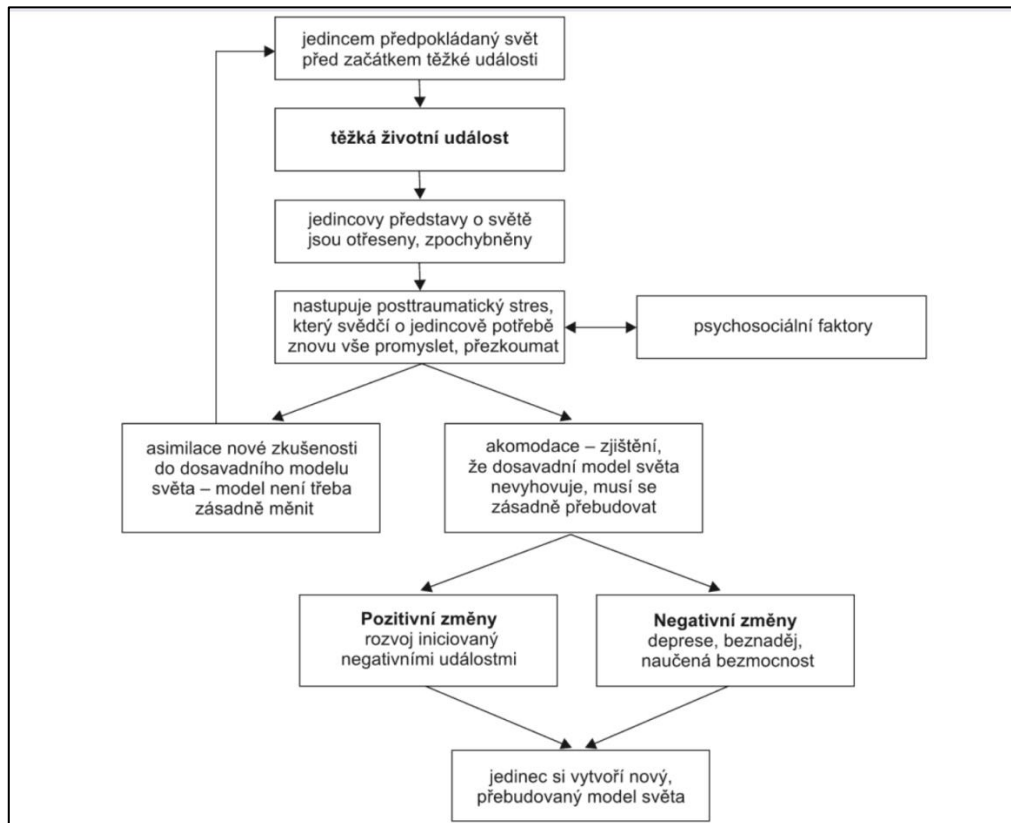 jedincem předpokládaný svět
před začátkem těžké události
těžká životní událost
jedincovy představy o světě
jsou otřeseny, zpochybněny
nastupuje posttraumatický stres,
který svědčí o jedincově potřebě
znovu vše promyslet, přezkoumat
psychosociální faktory
asimilace nové zkušenosti
do dosavadního modelu
světa – model není třeba
zásadně měnit
akomodace – zjištění,
že dosavadní model světa
nevyhovuje, musí se
zásadně přebudovat
Pozitivní změny
rozvoj iniciovaný
negativními událostmi
Negativní změny
deprese, beznaděj,
naučená bezmocnost
jedinec si vytvoří nový,
přebudovaný model světa